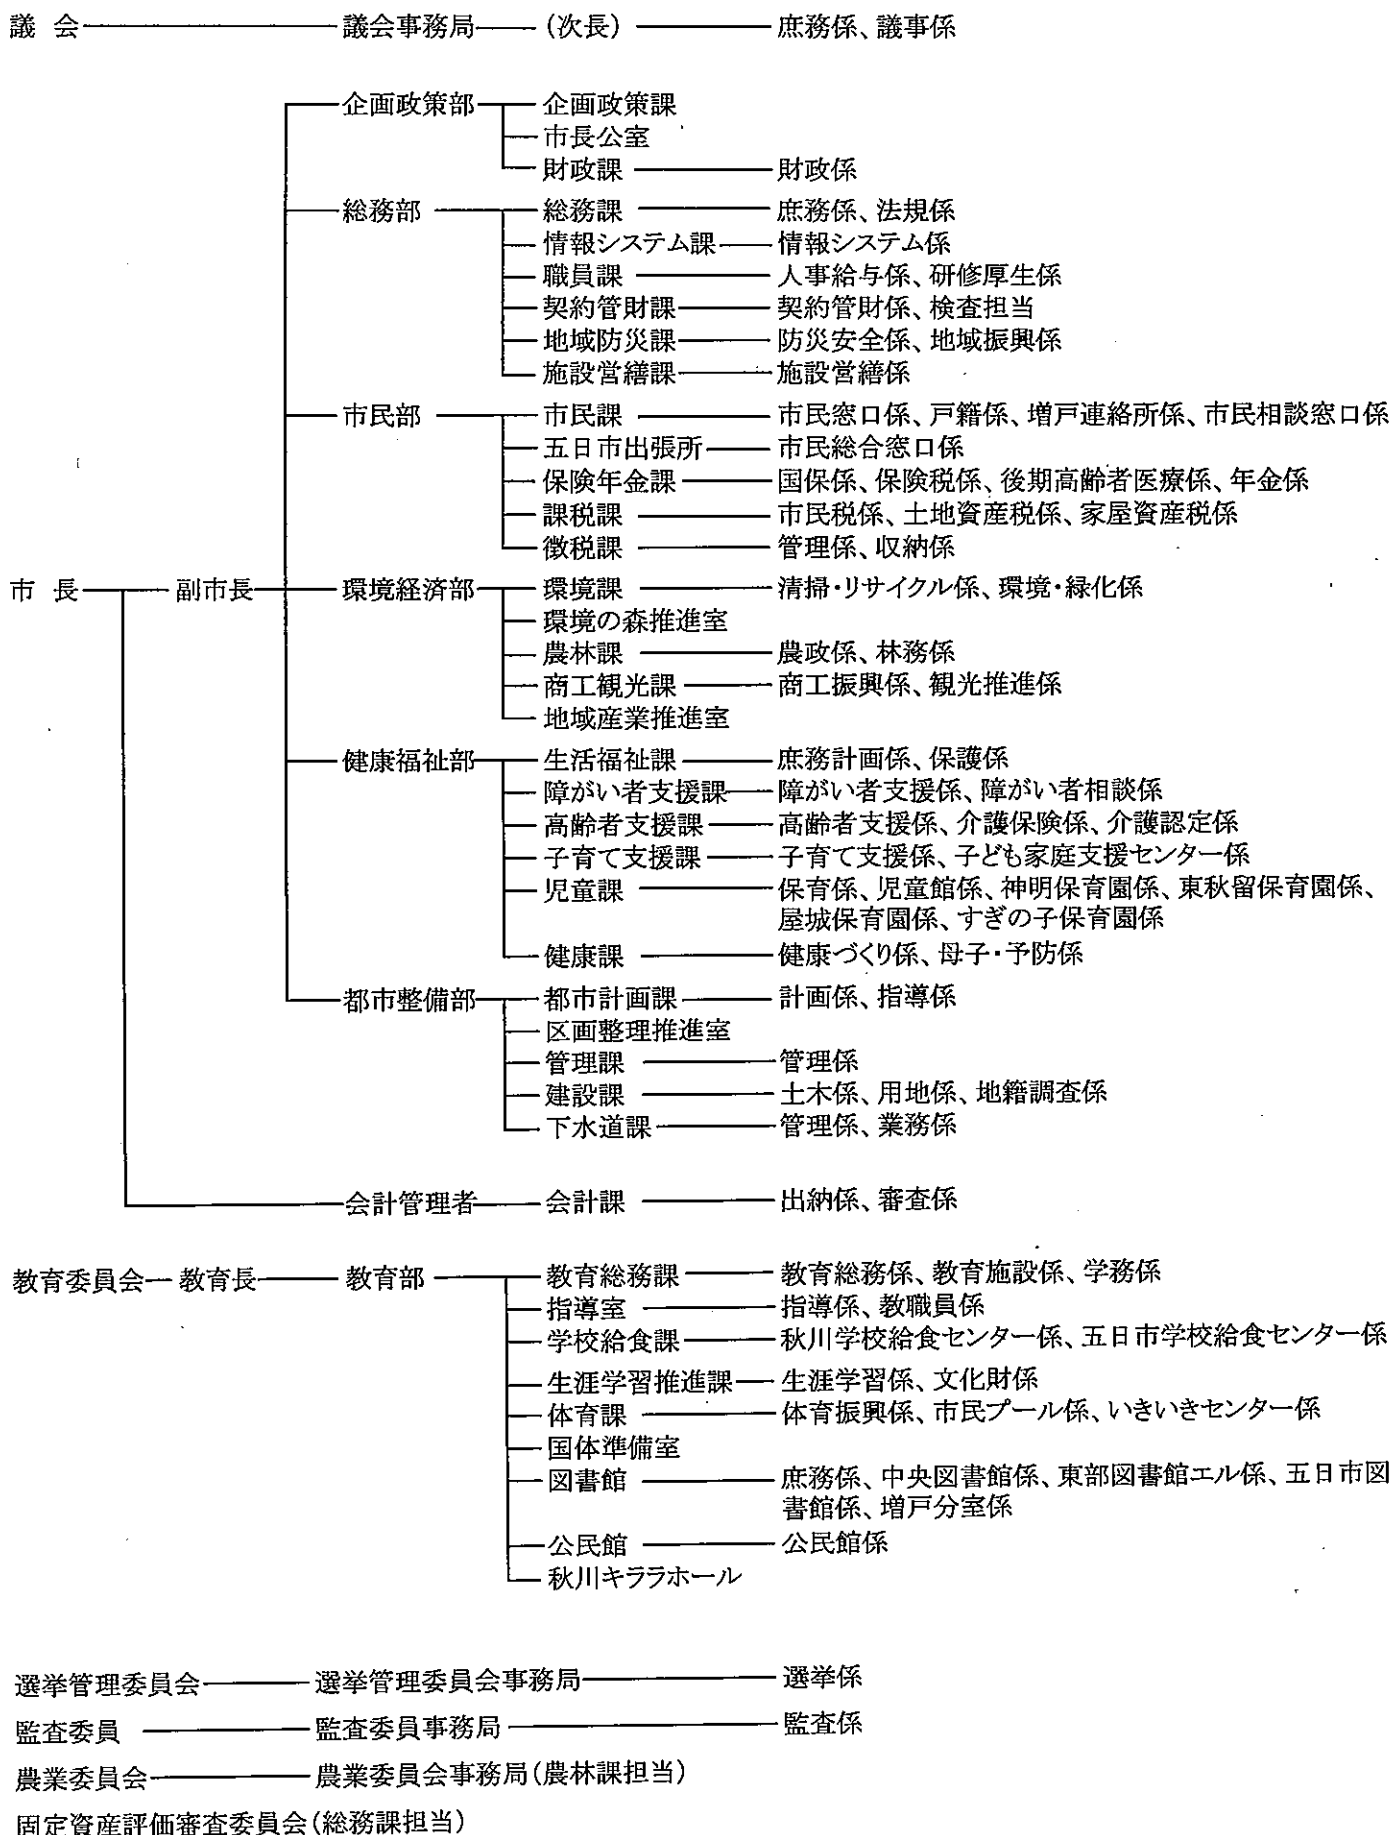 議 会 議会事務局 (次長) 庶務係、議事係
企画政策部 企画政策課
市長公室
財政課 財政係
総務部 総務課 庶務係、法規係
情報システム課 情報システム係
職員課 人事給与係、研修厚生係
契約管財課 契約管財係、検査担当
地域防災課 防災安全係、地域振興係
施設営繕課 施設営繕係
市民部 市民課 市民窓口係、戸籍係、増戸連絡所係、市民相談窓口係
五日市出張所 市民総合窓口係
保険年金課 国保係、保険税係、後期高齢者医療係、年金係
課税課 市民税係、土地資産税係、家屋資産税係
徴税課 管理係、収納係
市 長 副市長 環境経済部 環境課 清掃・リサイクル係、環境・緑化係
環境の森推進室
農林課 農政係、林務係
商工観光課 商工振興係、観光推進係
地域産業推進室
健康福祉部 生活福祉課 庶務計画係、保護係
障がい者支援課 障がい者支援係、障がい者相談係
高齢者支援課 高齢者支援係、介護保険係、介護認定係
子育て支援課 子育て支援係、子ども家庭支援センター係
児童課 保育係、児童館係、神明保育園係、東秋留保育園係、
屋城保育園係、すぎの子保育園係
健康課 健康づくり係、母子・予防係
都市整備部 都市計画課 計画係、指導係
区画整理推進室
管理課 管理係
建設課 土木係、用地係、地籍調査係
下水道課 管理係、業務係
会計管理者 会計課 出納係、審査係
教育委員会 教育長 教育部 教育総務課 教育総務係、教育施設係、学務係
指導室 指導係、教職員係
学校給食課 秋川学校給食センター係、五日市学校給食センター係
生涯学習推進課 生涯学習係、文化財係
体育課 体育振興係、市民プール係、いきいきセンター係
国体準備室
図書館 庶務係、中央図書館係、東部図書館エル係、五日市図
書館係、増戸分室係
公民館 公民館係
秋川キララホール
選挙管理委員会 選挙管理委員会事務局 選挙係
監査委員 監査委員事務局 監査係
農業委員会 農業委員会事務局(農林課担当)
固定資産評価審査委員会(総務課担当)